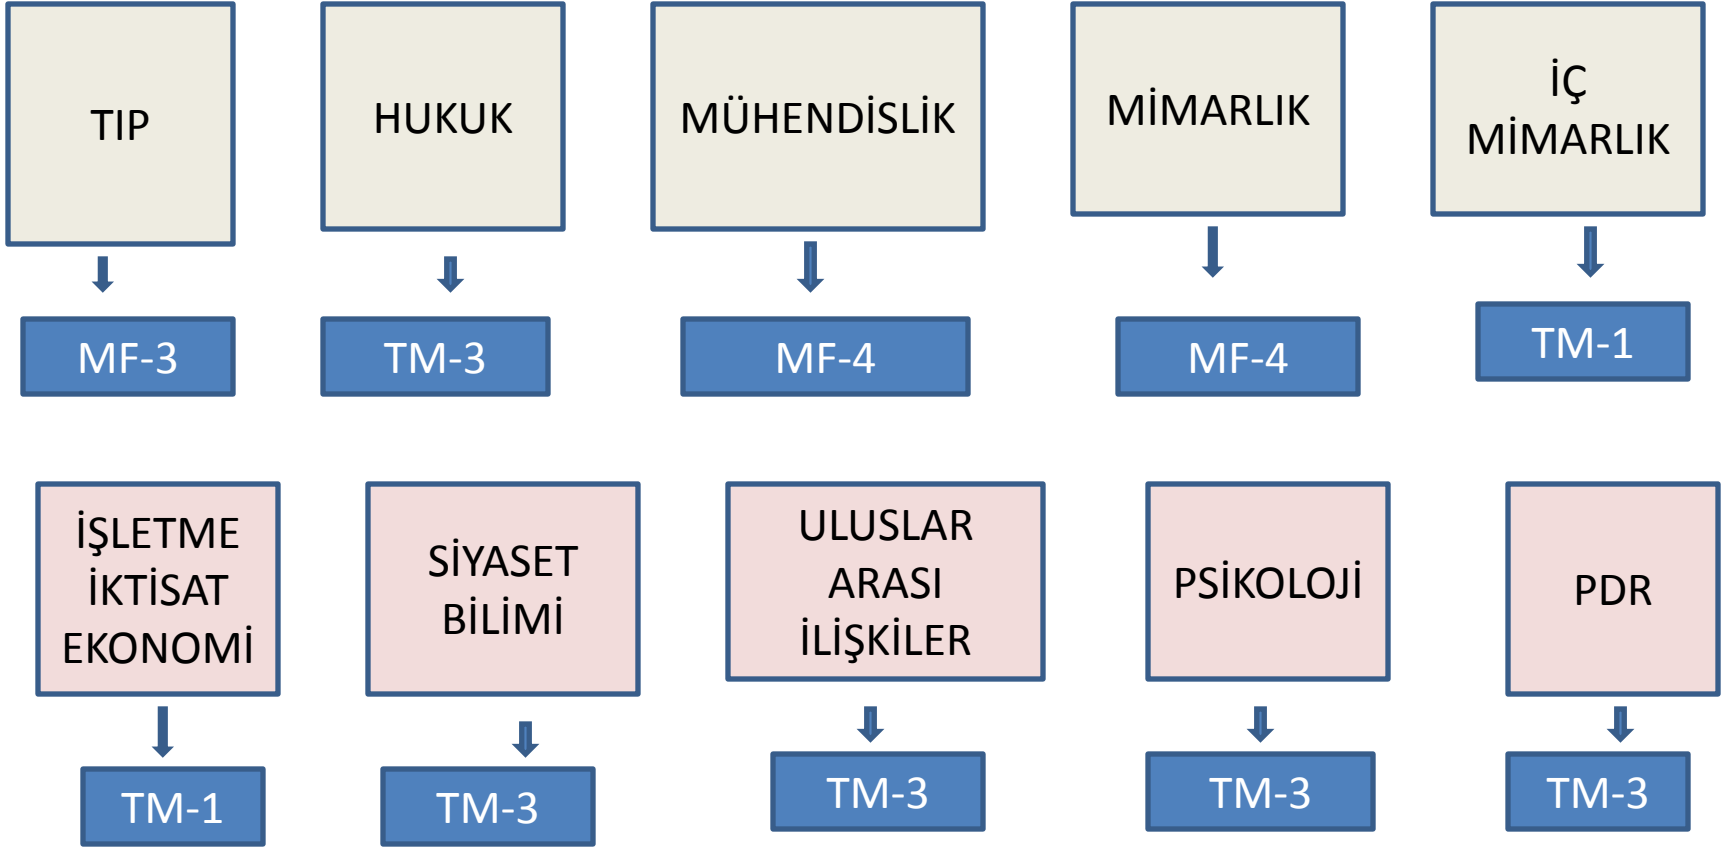 TIP
HUKUK
MÜHENDİSLİK
MİMARLIK
İÇ
MİMARLIK
MF-3
TM-3
MF-4
MF-4
TM-1
İŞLETME
İKTİSAT
EKONOMİ
SİYASET
BİLİMİ
ULUSLAR
ARASI
İLİŞKİLER
PSİKOLOJİ
PDR
TM-1
TM-3
TM-3
TM-3
TM-3